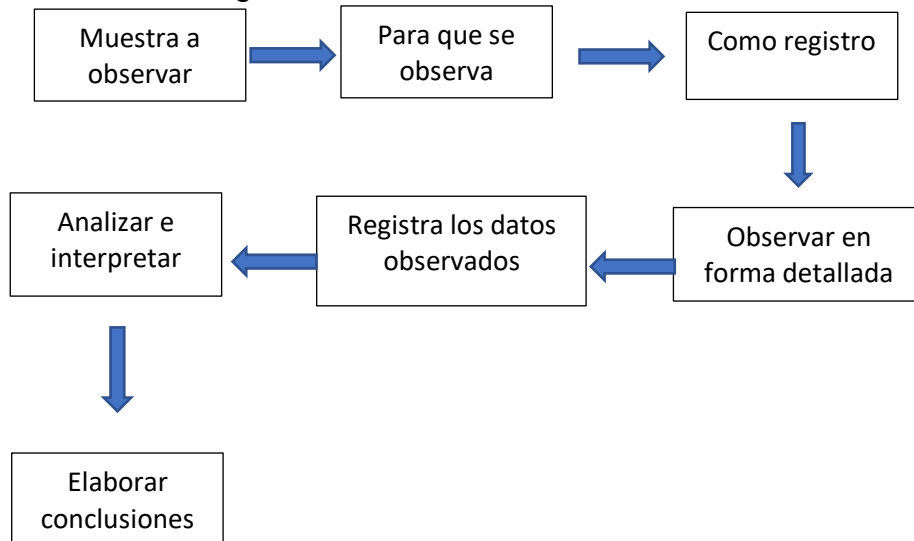 Muestra a
observar
Para que se
observa
Como registro
Observar en
forma detallada
Registra los datos
observados
Analizar e
interpretar
Elaborar
conclusiones